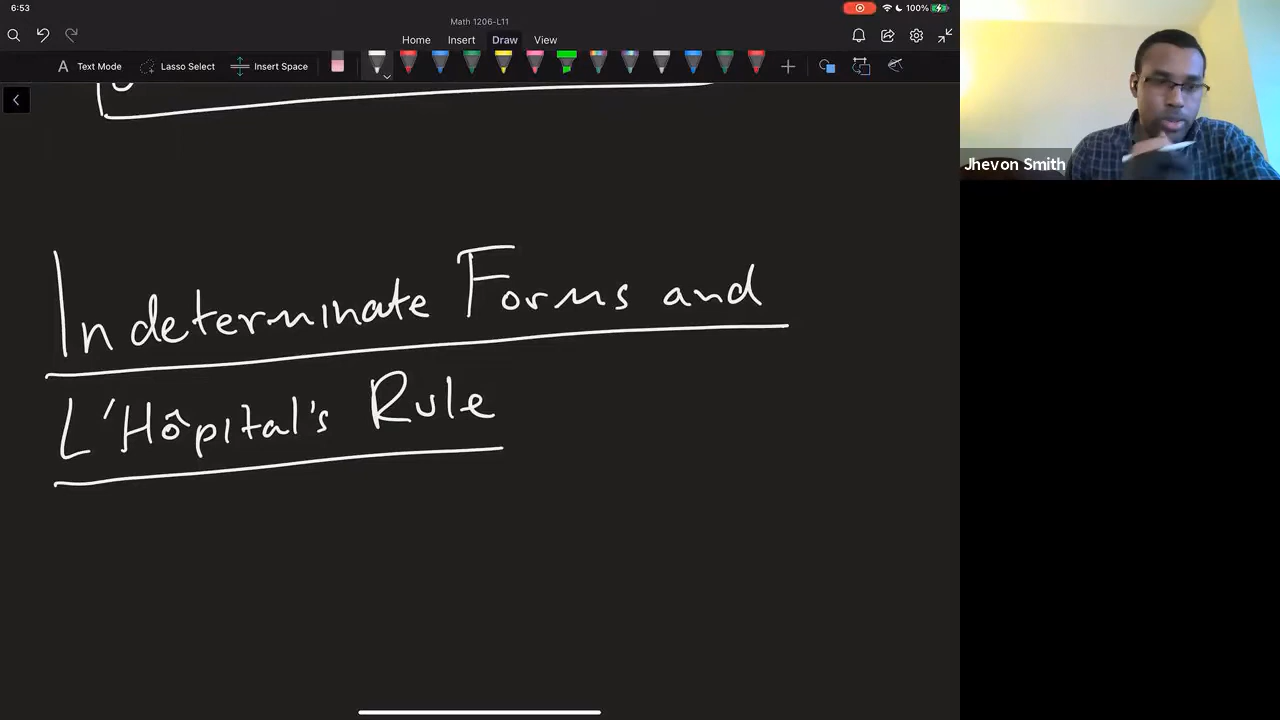 6:53
100%
Math 1206-L11
Home Insert Draw View
Text Mode Lasso Select Insert Space
Indeterminate Forms and
L'Hôpital's Rule
Jhevon Smith